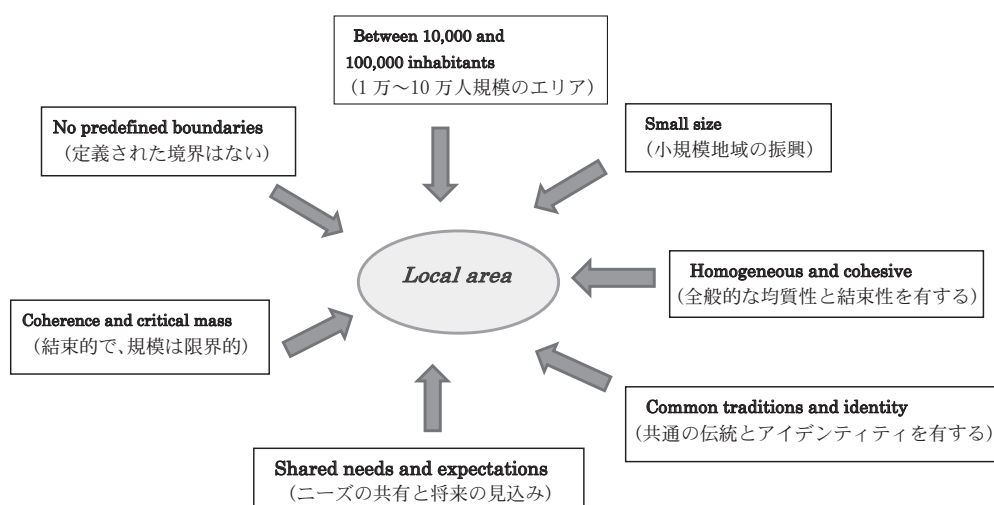 Between 10,000 and
100,000 inhabitants
(1万～10万人規模のエリア)
No predefined boundaries
(定義された境界はない)
Small size
(小規模地域の振興)
Local area
Homogeneous and cohesive
(全般的な均質性と結束性を有する)
Coherence and critical mass
(結束的で、規模は限界的)
Common traditions and identity
(共通の伝統とアイデンティティを有する)
Shared needs and expectations
(ニーズの共有と将来の見込み)